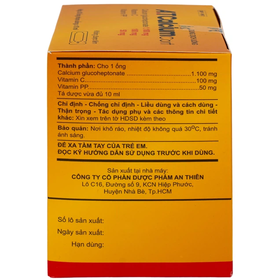 ATCalcium
Thành phần: Cho 1 ống
Calcium glucoheptonate 1.100 mg
Vitamin C 100 mg
Vitamin PP 50 mg
Tá dược vừa đủ 10 ml
Chỉ định - Chống chỉ định - Liều dùng và cách dùng -
Thận trọng - Tác dụng phụ và các thông tin chi tiết
khác: Xin xem trên tờ HDSD kèm theo
Bảo quản: Nơi khô ráo, nhiệt độ không quá 30°C, tránh
ánh sáng.
ĐỂ XA TẦM TAY CỦA TRẺ EM.
ĐỌC KỸ HƯỚNG DẪN SỬ DỤNG TRƯỚC KHI DÙNG.
Sản xuất tại nhà máy:
CÔNG TY CỔ PHẦN DƯỢC PHẨM AN THIÊN
Lô C16, Đường số 9, KCN Hiệp Phước,
Huyện Nhà Bè, Tp.HCM
Số lô sản xuất:
Ngày sản xuất:
Hạn dùng: